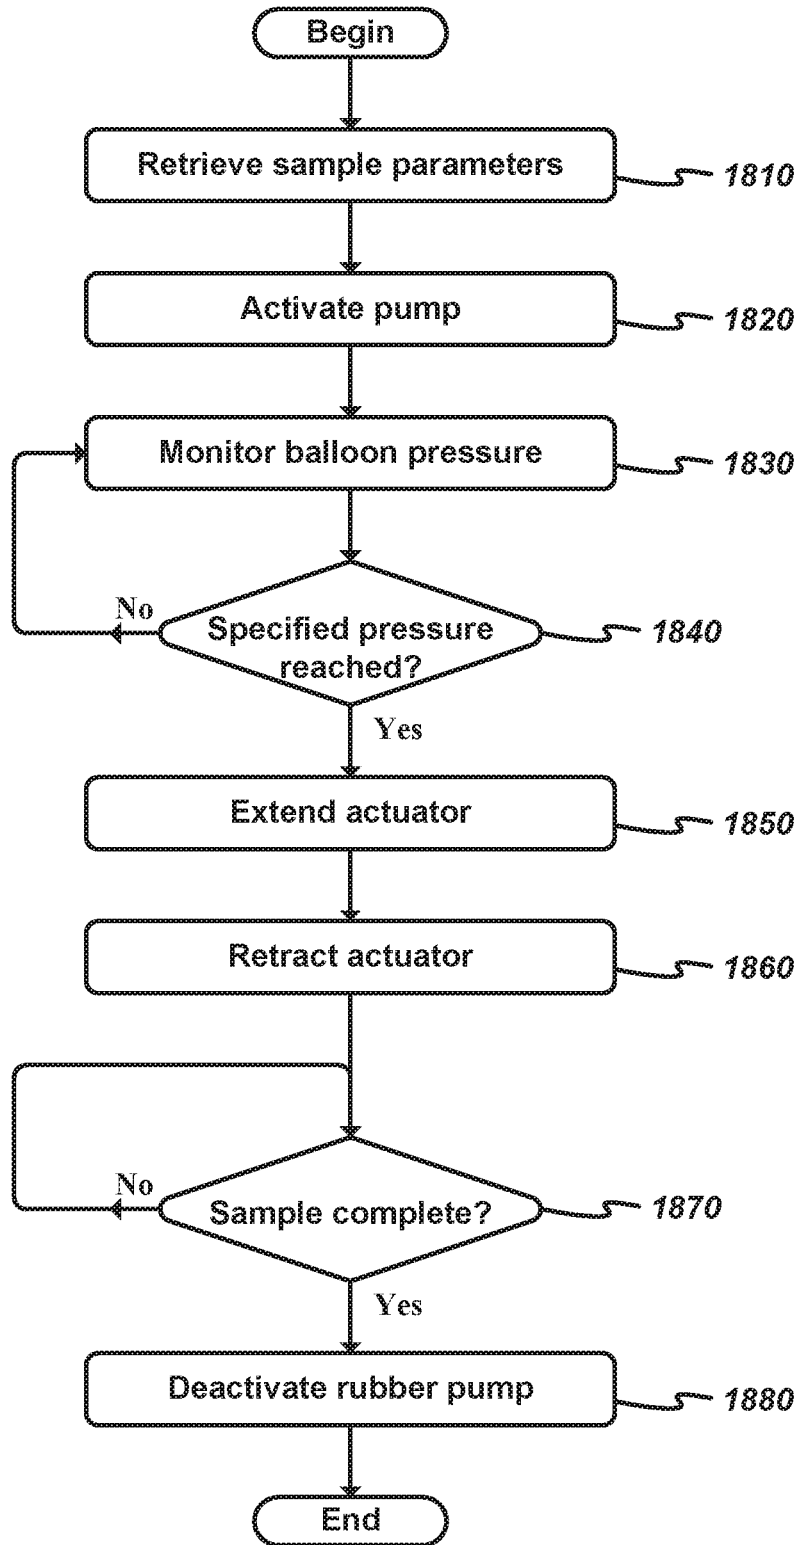 Begin
Retrieve sample parameters
1810
Activate pump
1820
Monitor balloon pressure
1830
No
Specified pressure
reached?
1840
Yes
Extend actuator
1850
Retract actuator
1860
No
Sample complete?
1870
Yes
Deactivate rubber pump
1880
End